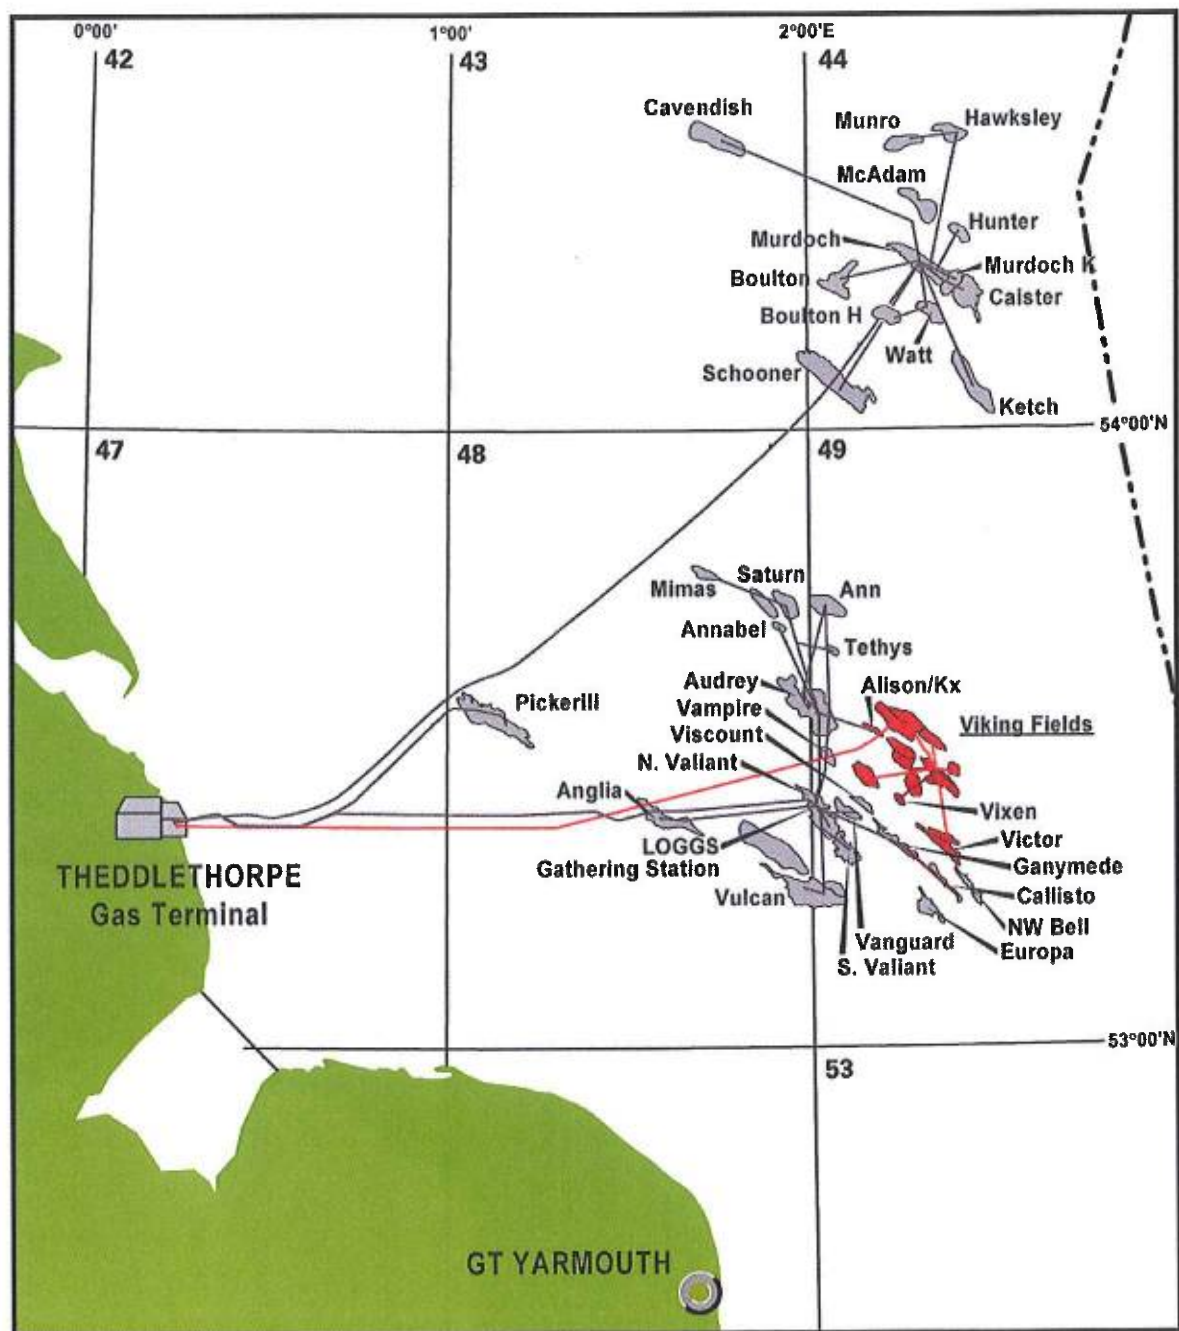 0°00'
1°00'
2°00'E
42
43
44
Cavendish
Munro
Hawksley
McAdam
Hunter
Murdoch
Murdoch K
Boulton
Caister
Boulton H
Watt
Schooner
Ketch
54°00'N
47
48
49
Mimas
Saturn
Ann
Annabel
Tethys
Audrey
Alison/Kx
Pickerill
Vampire
Viking Fields
Viscount
N. Valiant
Anglia
Vixen
Victor
LOGGS
Gathering Station
Ganymede
THEDDLETHORPE
Gas Terminal
Vulcan
Callisto
NW Bell
Vanguard
Europa
S. Valiant
53°00'N
53
GT YARMOUTH